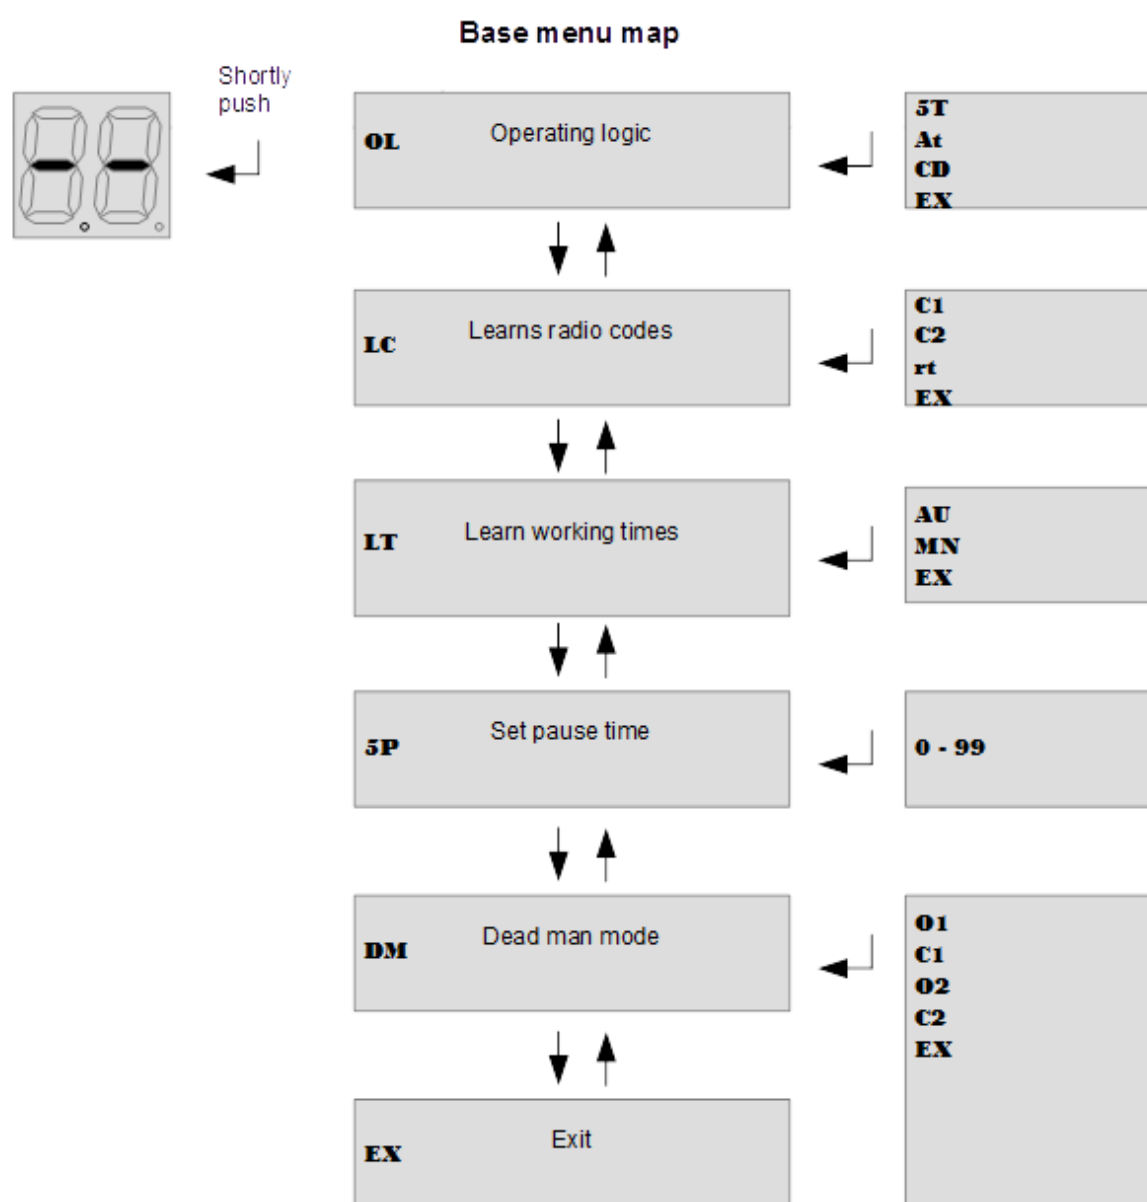 Base menu map
Shortly
push
OL
Operating logic
5T
At
CD
EX
LC
Learns radio codes
C1
C2
rt
EX
LT
Learn working times
AU
MN
EX
5P
Set pause time
0 - 99
DM
Dead man mode
O1
C1
O2
C2
EX
EX
Exit